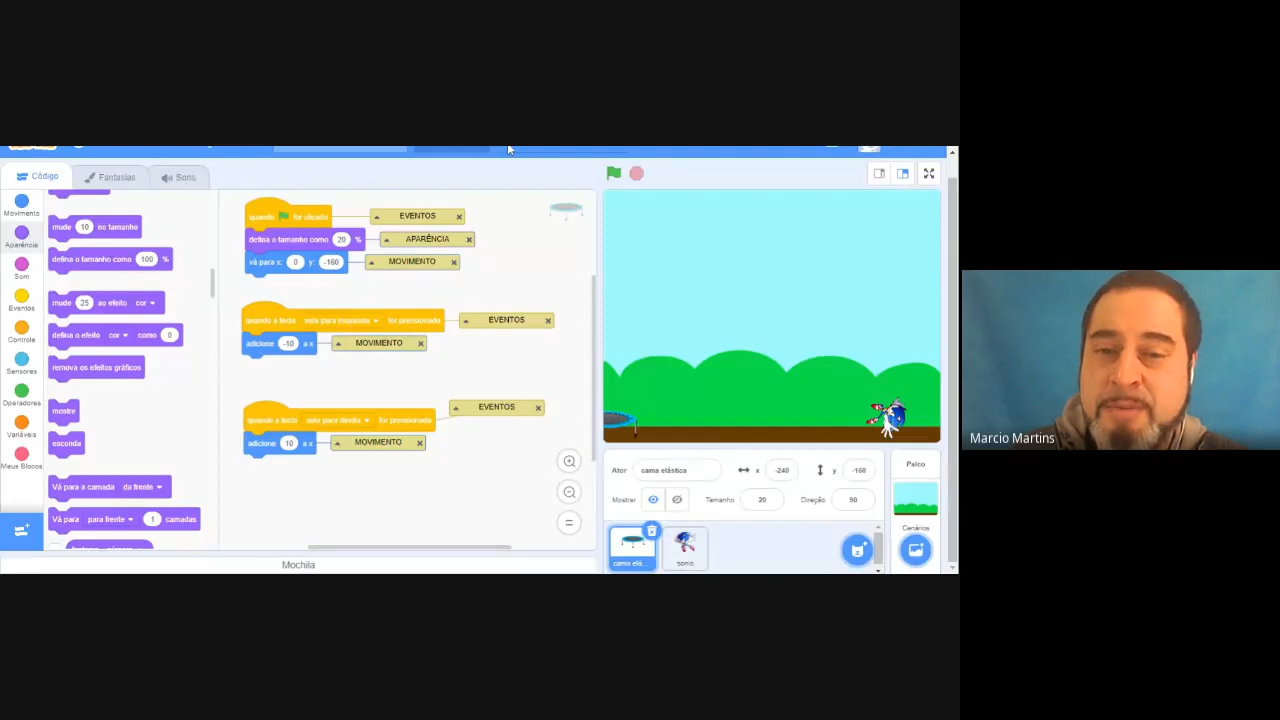 Código
Fantasias
Sons
Movimento
Aparência
Som
Eventos
Controle
Sensores
Operadores
Variáveis
Meus Blocos
mude 10 no tamanho
defina o tamanho como 100 %
mude 25 ao efeito cor
defina o efeito cor como 0
remova os efeitos gráficos
mostre
esconda
Vá para a camada da frente
Vá para para frente 1 camadas
quando for clicado
EVENTOS
defina o tamanho como 20 %
APARÊNCIA
vá para x: 0 y: -160
MOVIMENTO
quando a tecla seta para esquerda for pressionada
EVENTOS
adicione -10 a x
MOVIMENTO
quando a tecla seta para direita for pressionada
EVENTOS
adicione 10 a x
MOVIMENTO
Mochila
Ator
cama elástica
x
-240
y
-160
Mostrar
Tamanho
20
Direção
90
cama elá...
sonic
Palco
Cenários
Marcio Martins